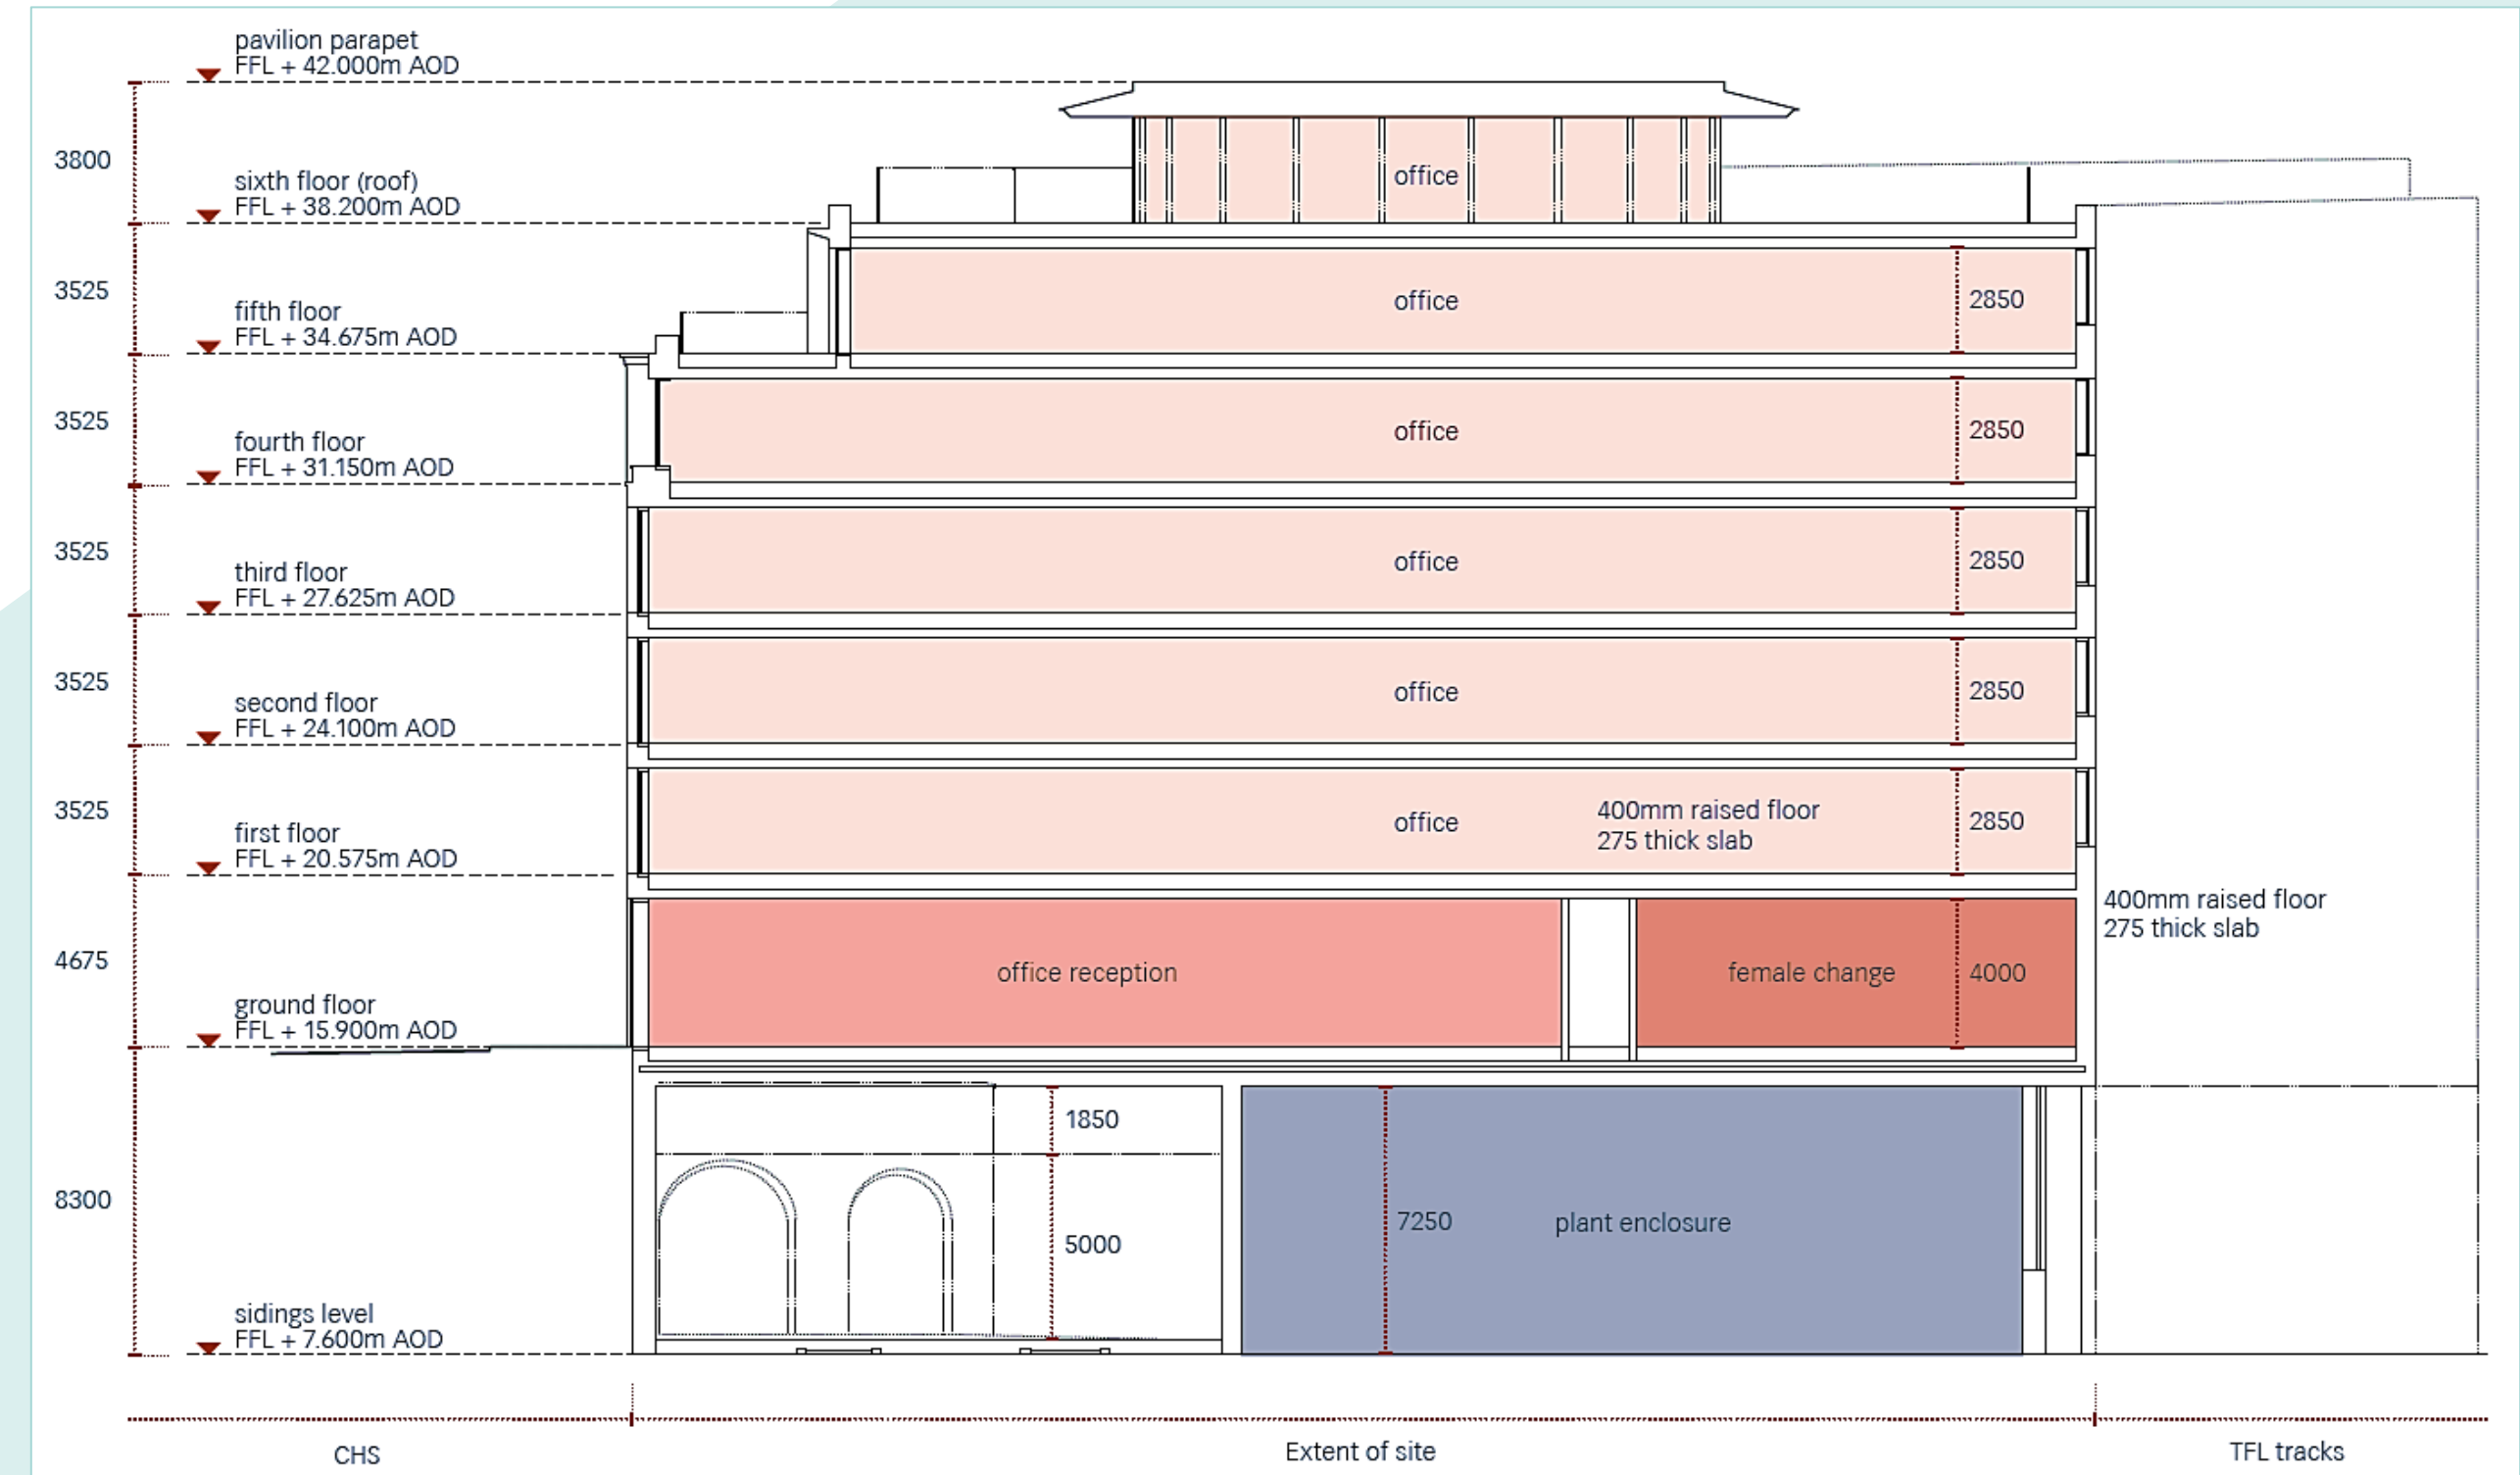 pavilion parapet
FFL + 42.000m AOD
3800
sixth floor (roof)
FFL + 38.200m AOD
office
3525
fifth floor
FFL + 34.675m AOD
office
2850
3525
fourth floor
FFL + 31.150m AOD
office
2850
3525
third floor
FFL + 27.625m AOD
office
2850
3525
second floor
FFL + 24.100m AOD
office
2850
3525
first floor
FFL + 20.575m AOD
office
400mm raised floor
275 thick slab
2850
400mm raised floor
275 thick slab
4675
ground floor
FFL + 15.900m AOD
office reception
female change
4000
1850
8300
5000
7250
plant enclosure
sidings level
FFL + 7.600m AOD
CHS
Extent of site
TFL tracks